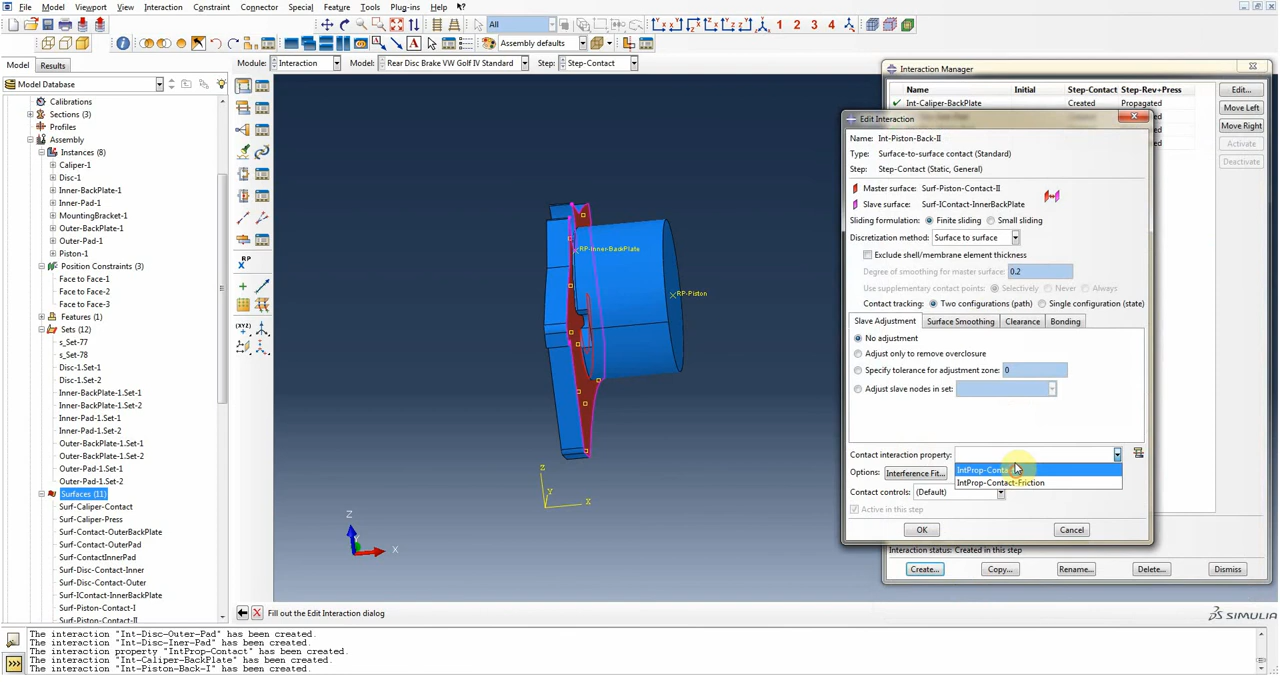 File Model Viewport View Interaction Constraint Connector Special Feature Tools Plug-ins Help
All
1 2 3 4
Assembly defaults
Model Results
Module: Interaction Model: Rear Disc Brake VW Golf IV Standard Step: Step-Contact
Model Database
Calibrations
Sections (3)
Profiles
Assembly
Instances (8)
Caliper-1
Disc-1
Inner-BackPlate-1
Inner-Pad-1
MountingBracket-1
Outer-BackPlate-1
Outer-Pad-1
Piston-1
Position Constraints (3)
Face to Face-1
Face to Face-2
Face to Face-3
Features (1)
Sets (12)
s_Set-77
s_Set-78
Disc-1.Set-1
Disc-1.Set-2
Inner-BackPlate-1.Set-1
Inner-BackPlate-1.Set-2
Inner-Pad-1.Set-1
Inner-Pad-1.Set-2
Outer-BackPlate-1.Set-1
Outer-BackPlate-1.Set-2
Outer-Pad-1.Set-1
Outer-Pad-1.Set-2
Surfaces (11)
Surf-Caliper-Contact
Surf-Caliper-Press
Surf-Contact-OuterBackPlate
Surf-Contact-OuterPad
Surf-ContactInnerPad
Surf-Disc-Contact-Inner
Surf-Disc-Contact-Outer
Surf-IContact-InnerBackPlate
Surf-Piston-Contact-I
Surf-Piston-Contact-II
RP
(XYZ)
RP-Inner-BackPlate
RP-Piston
Z
Y
X
Z
X
Interaction Manager
Name Initial Step-Contact Step-Rev+Press
Int-Caliper-BackPlate Created Propagated
Edit...
Move Left
Move Right
Activate
Deactivate
Edit Interaction
Name: Int-Piston-Back-II
Type: Surface-to-surface contact (Standard)
Step: Step-Contact (Static, General)
Master surface: Surf-Piston-Contact-II
Slave surface: Surf-IContact-InnerBackPlate
Sliding formulation: Finite sliding Small sliding
Discretization method: Surface to surface
Exclude shell/membrane element thickness
Degree of smoothing for master surface: 0.2
Use supplementary contact points: Selectively Never Always
Contact tracking: Two configurations (path) Single configuration (state)
Slave Adjustment Surface Smoothing Clearance Bonding
No adjustment
Adjust only to remove overclosure
Specify tolerance for adjustment zone: 0
Adjust slave nodes in set:
Contact interaction property:
IntProp-Contact
IntProp-Contact-Friction
Options: Interference Fit...
Contact controls: (Default)
Active in this step
OK Cancel
Interaction status: Created in this step
Create... Copy... Rename... Delete... Dismiss
Fill out the Edit Interaction dialog
SIMULIA
The interaction "Int-Disc-Outer-Pad" has been created.
The interaction "Int-Disc-Iner-Pad" has been created.
The interaction property "IntProp-Contact" has been created.
The interaction "Int-Caliper-BackPlate" has been created.
The interaction "Int-Piston-Back-I" has been created.